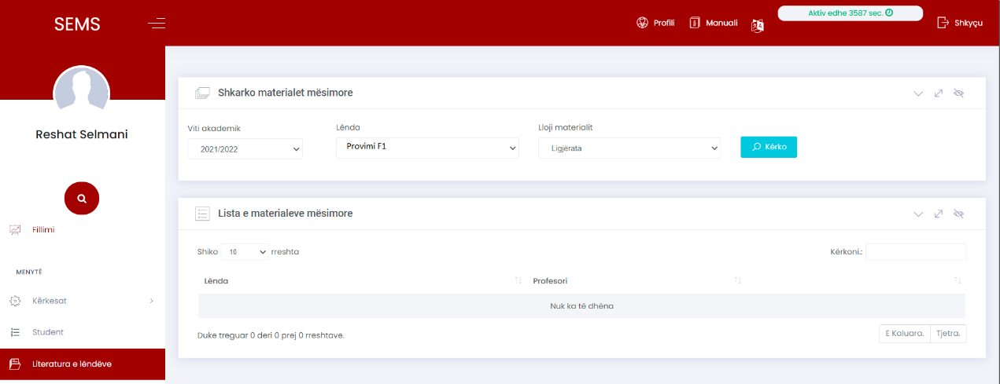 SEMS
Profili
Manuali
Aktiv edhe 3587 sec.
Shkyçu
Reshat Selmani
Fillimi
MENYTË
Kërkesat
Student
Literatura e lëndëve
Shkarko materialet mësimore
Viti akademik
Lënda
Lloji materialit
2021/2022
Provimi F1
Ligjërata
Kërko
Lista e materialeve mësimore
Shiko 10 rreshta
Kërkoni.:
Lënda
Profesori
Nuk ka të dhëna
Duke treguar 0 deri 0 prej 0 rreshtave.
E Kaluara.
Tjetra.